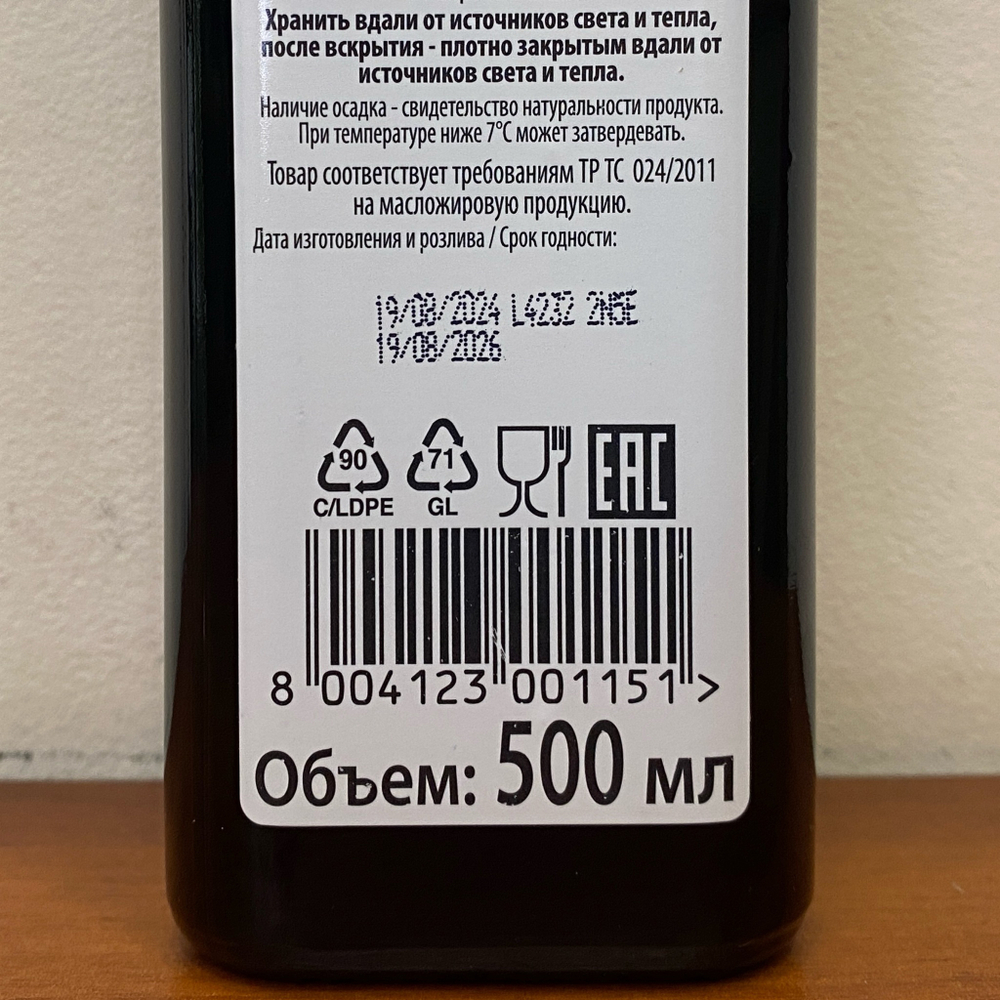 Хранить вдали от источников света и тепла,
после вскрытия - плотно закрытым вдали от
источников света и тепла.
Наличие осадка - свидетельство натуральности продукта.
При температуре ниже 7°С может затвердевать.
Товар соответствует требованиям ТР ТС 024/2011
на масложировую продукцию.
Дата изготовления и розлива / Срок годности:
19/08/2024 L4232 2N5E
19/08/2026
90 71 EAC
C/LDPE GL
8 004123 001151 >
Объем: 500 мл